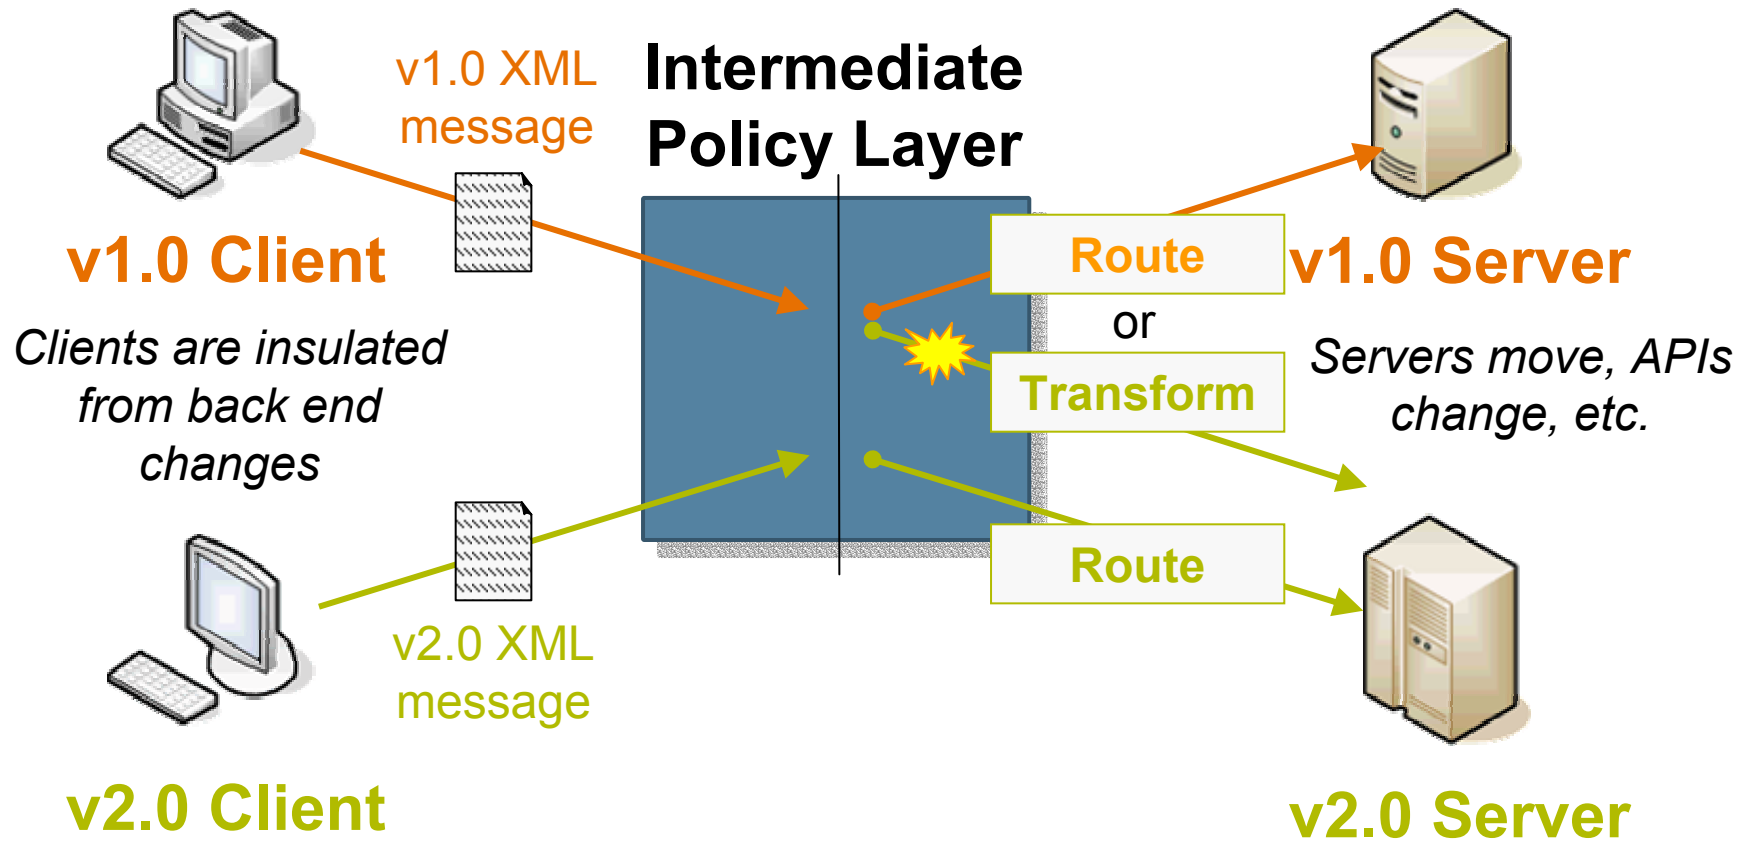 v1.0 XML
message
Intermediate
Policy Layer
v1.0 Client
Route
v1.0 Server
or
Clients are insulated
from back end
changes
Transform
Servers move, APIs
change, etc.
Route
v2.0 XML
message
v2.0 Client
v2.0 Server